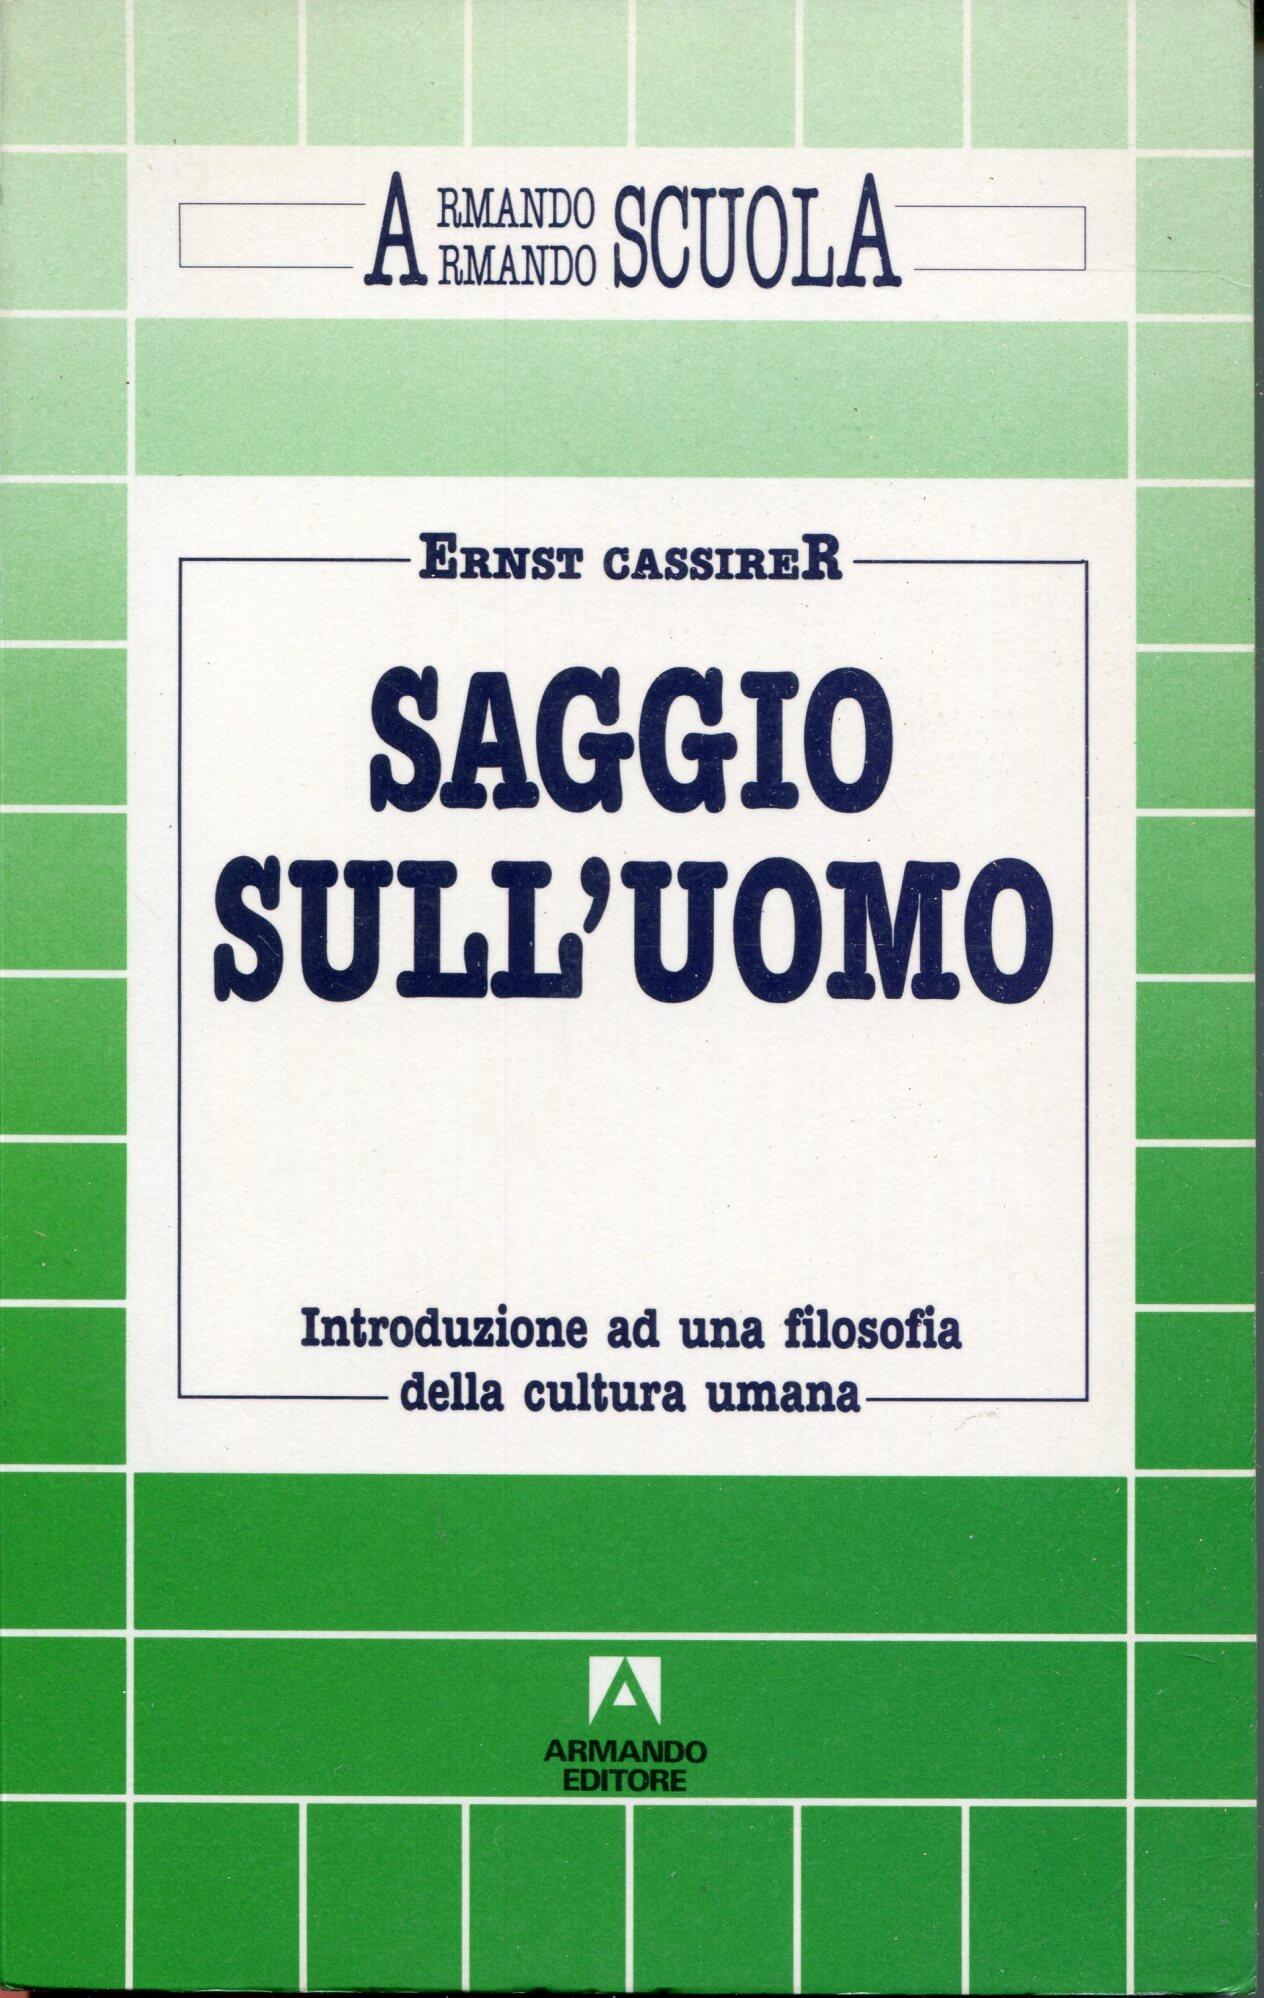 ARMANDO ARMANDO SCUOLA
ERNST CASSIRER
SAGGIO
SULL'UOMO
Introduzione ad una filosofia
della cultura umana
ARMANDO
EDITORE